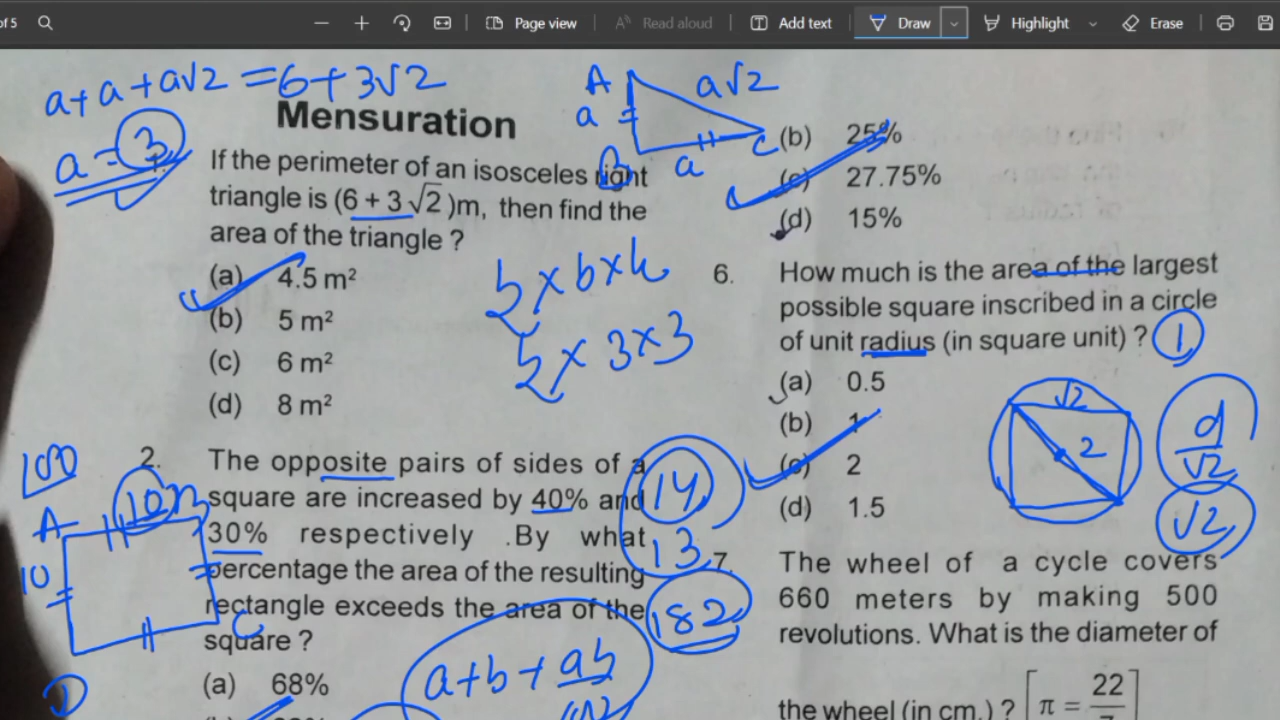 of 5
Page view
Read aloud
Add text
Draw
Highlight
Erase
a+a+a√2 = 6+3√2
a = 3
Mensuration
If the perimeter of an isosceles right
triangle is (6 + 3√2)m, then find the
area of the triangle ?
(a) 4.5 m²
(b) 5 m²
(c) 6 m²
(d) 8 m²
A
a√2
a
B
a
C
×b×h
×3×3
100
10m
A
10
C
D
2. The opposite pairs of sides of a
square are increased by 40% and
30% respectively .By what
percentage the area of the resulting
rectangle exceeds the area of the
square ?
(a) 68%
14
13
182
a+b+ab
(b) 25%
(c) 27.75%
(d) 15%
6. How much is the area of the largest
possible square inscribed in a circle
of unit radius (in square unit) ?
1
(a) 0.5
(b) 1
(c) 2
(d) 1.5
√2
2
d
√2
√2
7. The wheel of a cycle covers
660 meters by making 500
revolutions. What is the diameter of
the wheel (in cm.) ? [π = 22